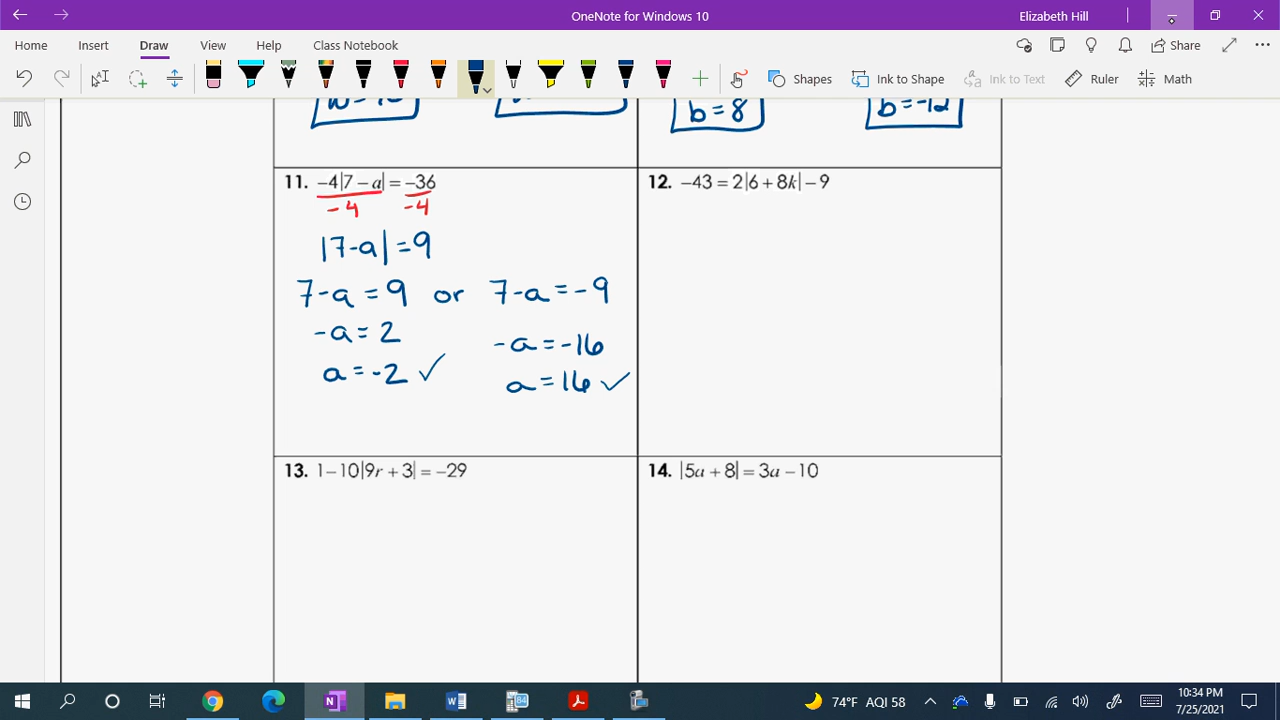 OneNote for Windows 10
Elizabeth Hill
Home Insert Draw View Help Class Notebook
Share
Shapes Ink to Shape Ink to Text Ruler Math
b = 8
b = -12
11. −4|7 − a| = −36
-4 -4
|7-a| = 9
7-a = 9 or 7-a = -9
-a = 2
-a = -16
a = -2 ✓
a = 16 ✓
12. −43 = 2|6 + 8k| − 9
13. 1 − 10|9r + 3| = −29
14. |5a + 8| = 3a − 10
74°F AQI 58
10:34 PM
7/25/2021